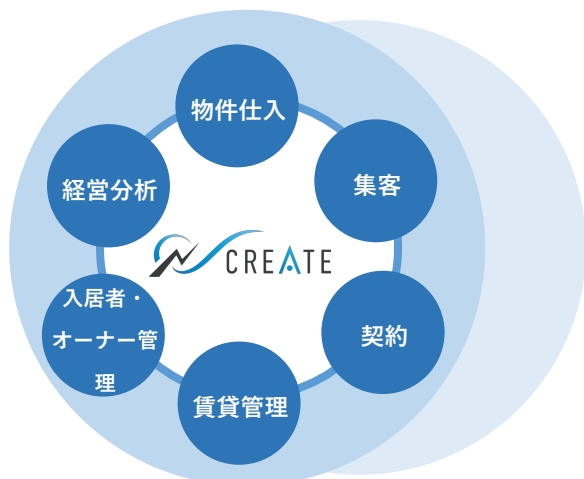 物件仕入
集客
契約
賃貸管理
入居者・
オーナー管
理
経営分析
CREATE